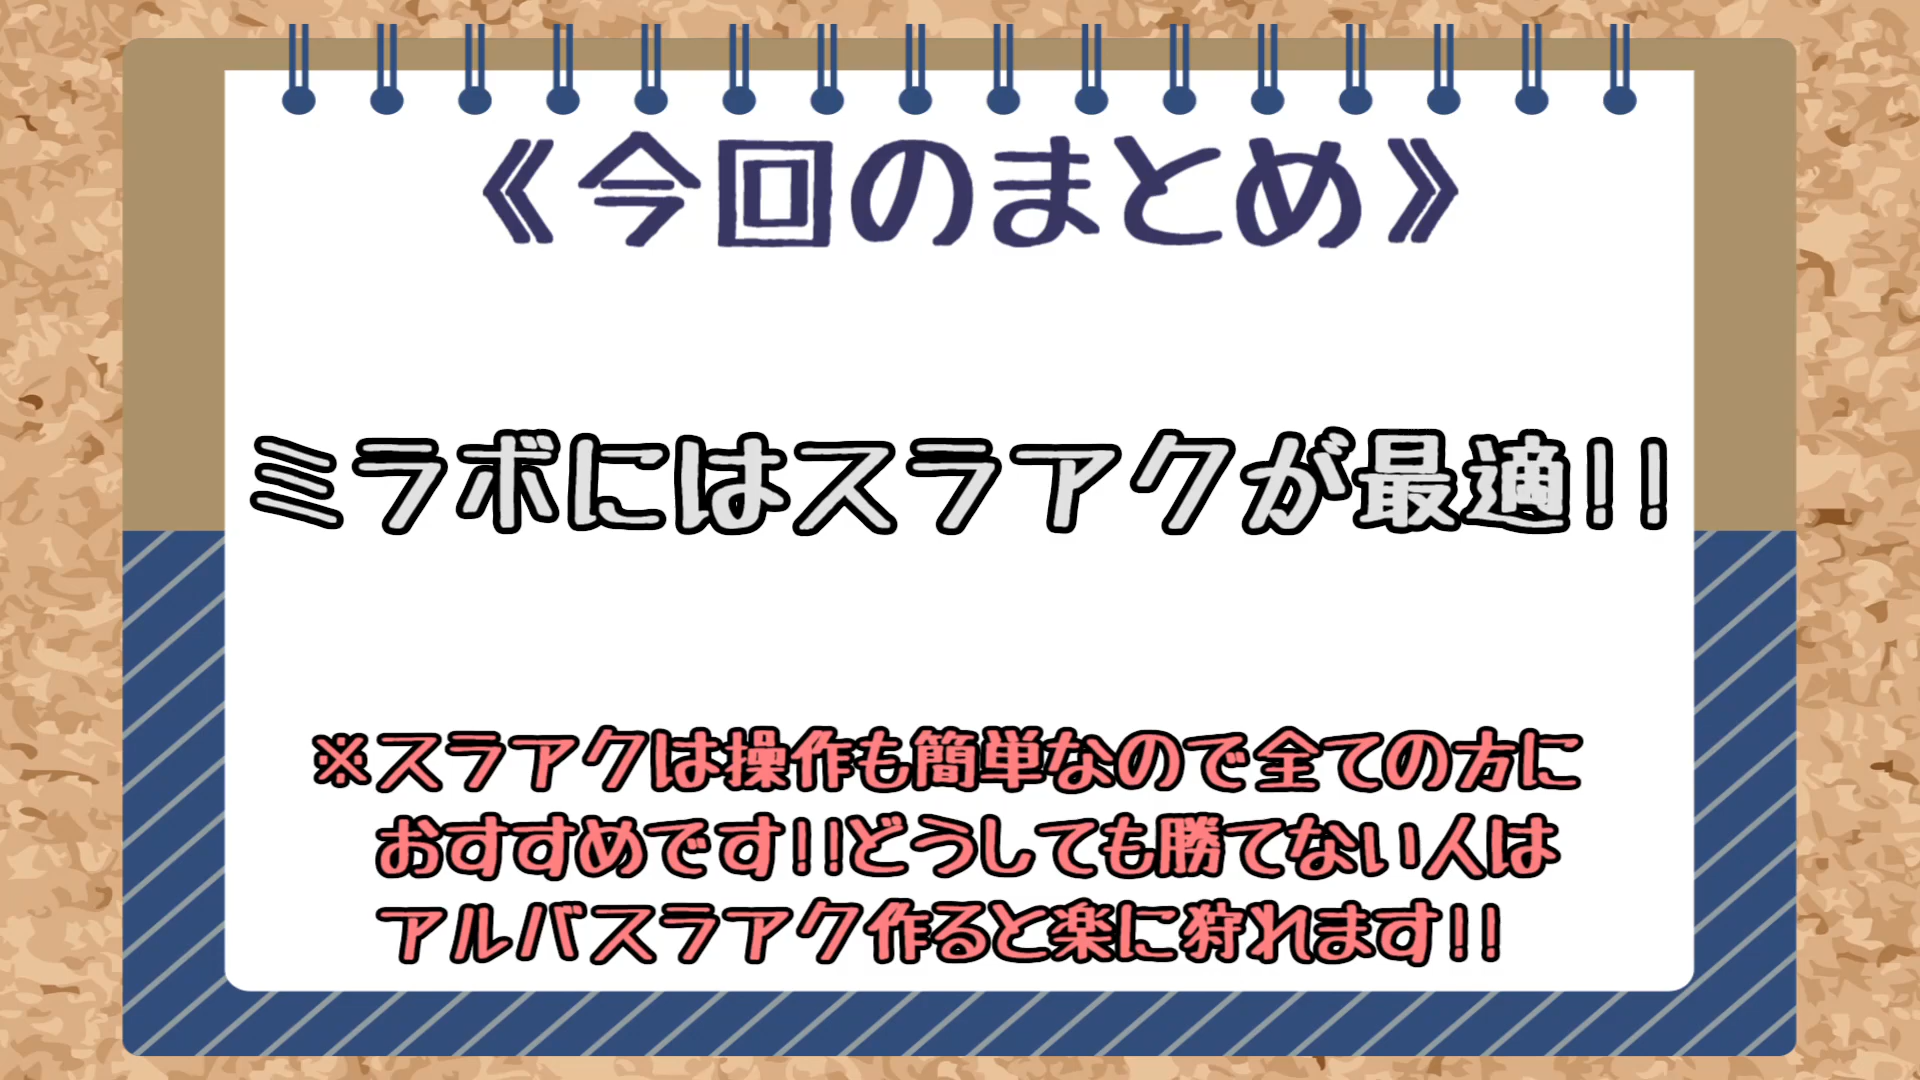 《今回のまとめ》
ミラボにはスラアクが最適!!
※スラアクは操作も簡単なので全ての方に
おすすめです!!どうしても勝てない人は
アルバスラアク作ると楽に狩れます!!